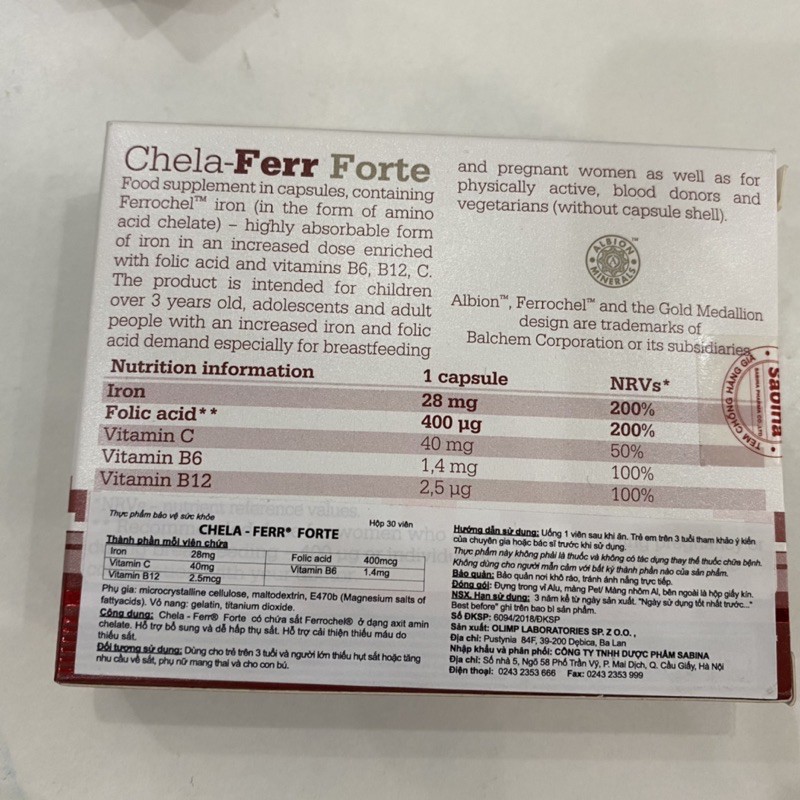 Chela-Ferr Forte
Food supplement in capsules, containing
Ferrochel™ iron (in the form of amino
acid chelate) – highly absorbable form
of iron in an increased dose enriched
with folic acid and vitamins B6, B12, C.
The product is intended for children
over 3 years old, adolescents and adult
people with an increased iron and folic
acid demand especially for breastfeeding
and pregnant women as well as for
physically active, blood donors and
vegetarians (without capsule shell).
ALBION™
MINERALS
Albion™, Ferrochel™ and the Gold Medallion
design are trademarks of
Balchem Corporation or its subsidiaries
Nutrition information 1 capsule NRVs*
Iron 28 mg 200%
Folic acid** 400 µg 200%
Vitamin C 40 mg 50%
Vitamin B6 1,4 mg 100%
Vitamin B12 2,5 µg 100%
TEM CHỐNG HÀNG GIẢ
sabina
reference values
women who
Thực phẩm bảo vệ sức khỏe
Hộp 30 viên
CHELA - FERR® FORTE
Thành phần mỗi viên chứa
Iron 28mg Folic acid 400mcg
Vitamin C 40mg Vitamin B6 1.4mg
Vitamin B12 2.5mcg
Phụ gia: microcrystalline cellulose, maltodextrin, E470b (Magnesium salts of
fattyacids). Vỏ nang: gelatin, titanium dioxide.
Công dụng: Chela - Ferr® Forte có chứa sắt Ferrochel® ở dạng axit amin
chelate. Hỗ trợ bổ sung và dễ hấp thụ sắt. Hỗ trợ cải thiện thiếu máu do
thiếu sắt.
Đối tượng sử dụng: Dùng cho trẻ trên 3 tuổi và người lớn thiếu hụt sắt hoặc tăng
nhu cầu về sắt, phụ nữ mang thai và cho con bú.
Hướng dẫn sử dụng: Uống 1 viên sau khi ăn. Trẻ em trên 3 tuổi tham khảo ý kiến
của chuyên gia hoặc bác sĩ trước khi sử dụng.
Thực phẩm này không phải là thuốc và không có tác dụng thay thế thuốc chữa bệnh.
Không dùng cho người mẫn cảm với bất kỳ thành phần nào của sản phẩm.
Bảo quản: Bảo quản nơi khô ráo, tránh ánh nắng trực tiếp.
Đóng gói: Đựng trong vỉ Alu, màng Pet/ Màng nhôm Al, bên ngoài là hộp giấy kín.
NSX, Hạn sử dụng: 3 năm kể từ ngày sản xuất. "Ngày sử dụng tốt nhất trước..."
Best before" ghi trên bao bì sản phẩm.
Số ĐKSP: 6094/2018/ĐKSP
Sản xuất: OLIMP LABORATORIES SP. Z O.O. ,
Địa chỉ: Pustynia 84F, 39-200 Dębica, Ba Lan
Nhập khẩu và phân phối: CÔNG TY TNHH DƯỢC PHẨM SABINA
Địa chỉ: Số nhà 5, Ngõ 58 Phố Trần Vỹ, P. Mai Dịch, Q. Cầu Giấy, Hà Nội
Điện thoại: 0243 2353 666 Fax: 0243 2353 999